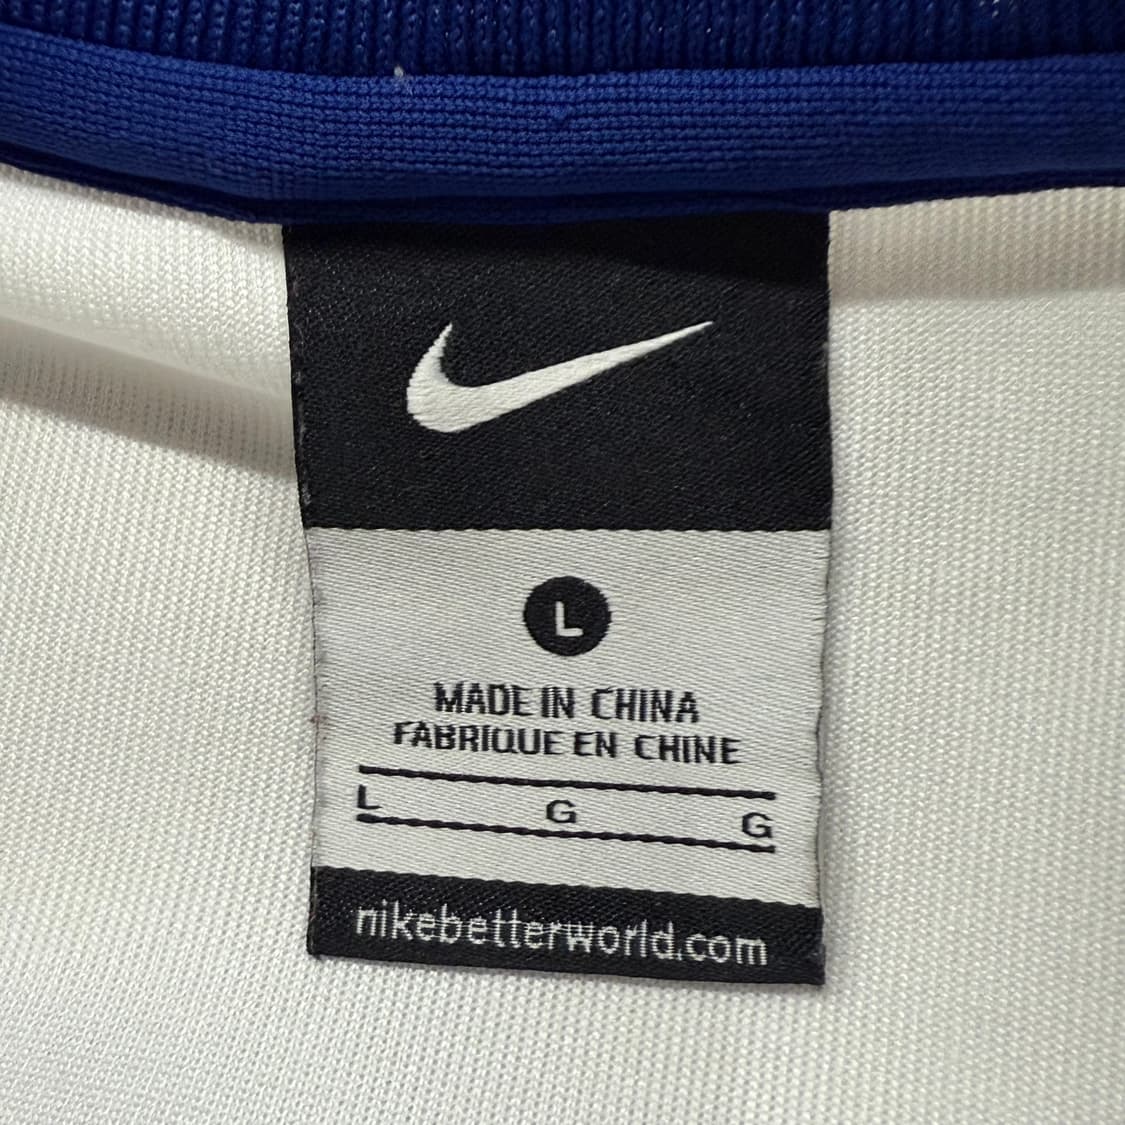 L
MADE IN CHINA
FABRIQUE EN CHINE
L G G
nikebetterworld.com